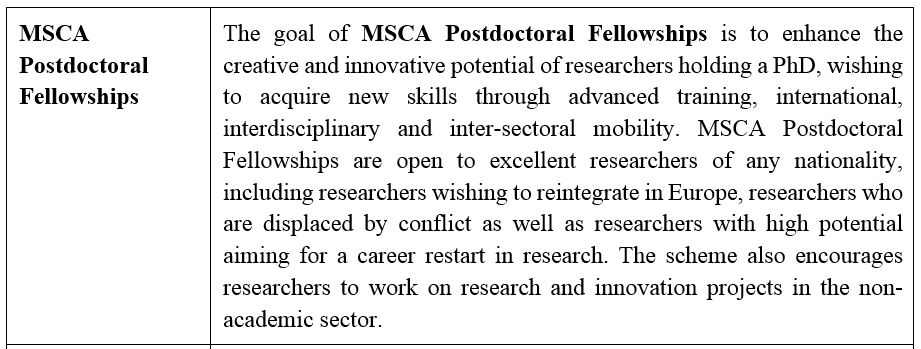 MSCA
Postdoctoral
Fellowships
The goal of MSCA Postdoctoral Fellowships is to enhance the
creative and innovative potential of researchers holding a PhD, wishing
to acquire new skills through advanced training, international,
interdisciplinary and inter-sectoral mobility. MSCA Postdoctoral
Fellowships are open to excellent researchers of any nationality,
including researchers wishing to reintegrate in Europe, researchers who
are displaced by conflict as well as researchers with high potential
aiming for a career restart in research. The scheme also encourages
researchers to work on research and innovation projects in the non-
academic sector.